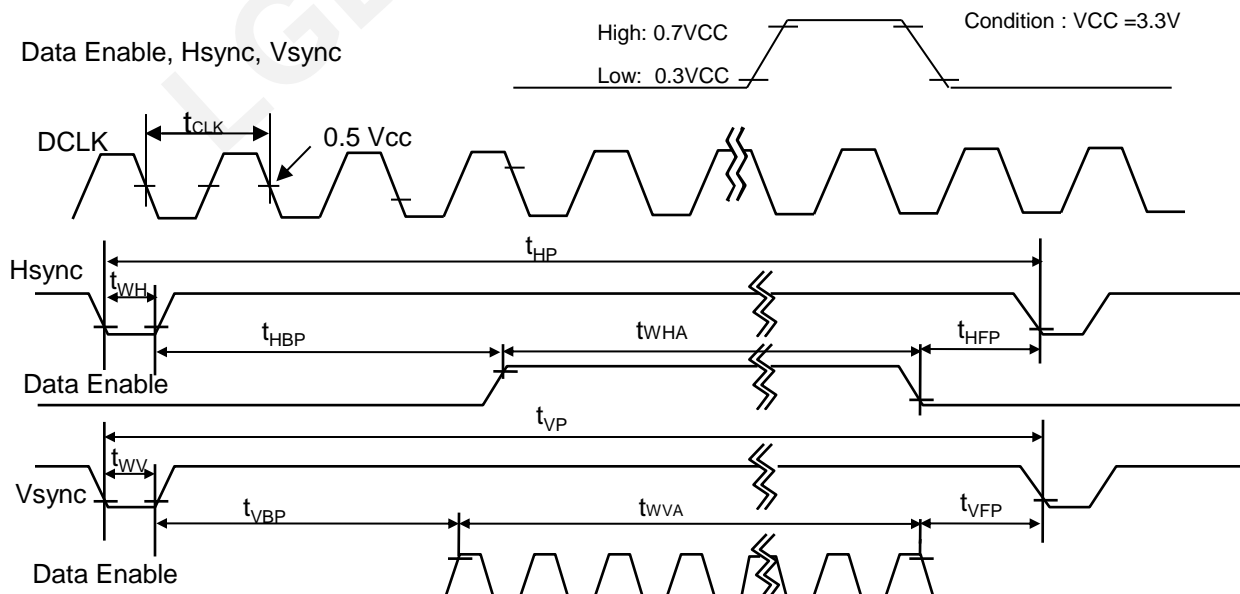 Condition : VCC =3.3V
High: 0.7VCC
Data Enable, Hsync, Vsync
Low: 0.3VCC
tCLK
0.5 Vcc
DCLK
tHP
Hsync
tWH
tHBP
tWHA
tHFP
Data Enable
tVP
tWV
Vsync
tVBP
tWVA
tVFP
Data Enable